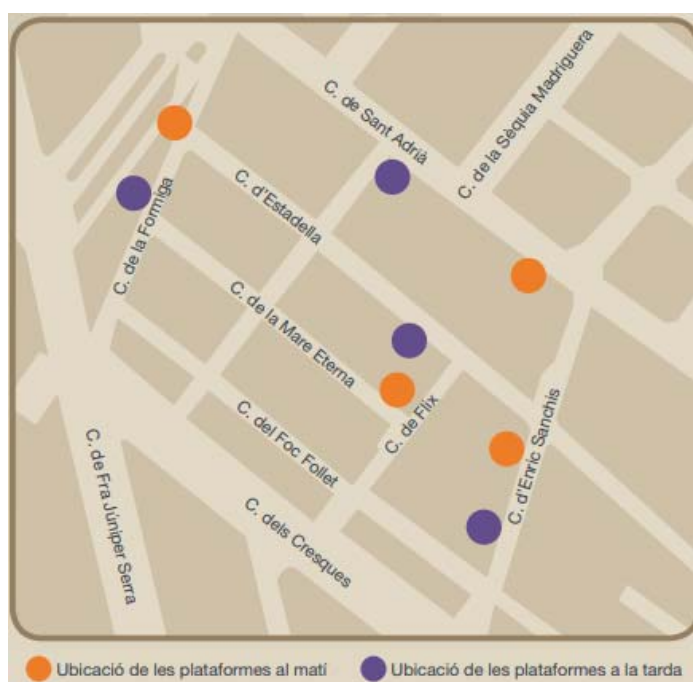 C. de Sant Adrià
C. de la Sèquia Madriguera
C. d'Estadella
C. de la Formiga
C. de la Mare Eterna
C. de Flix
C. d'Enric Sanchis
C. del Foc Follet
C. de Fra Júniper Serra
C. dels Cresques
Ubicació de les plataformes al matí
Ubicació de les plataformes a la tarda